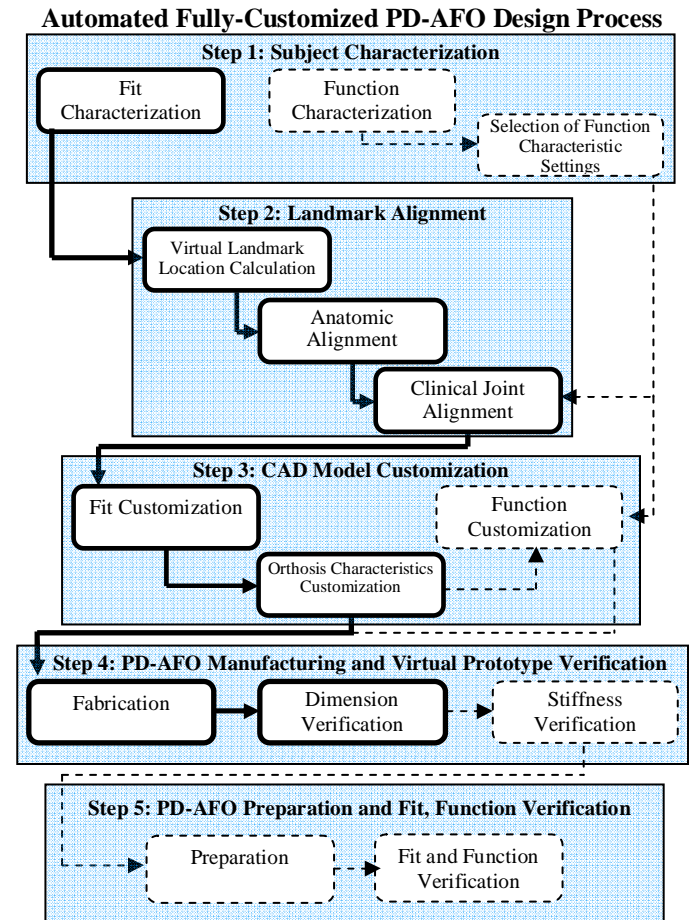 Automated Fully-Customized PD-AFO Design Process
Step 1: Subject Characterization
Fit
Characterization
Function
Characterization
Selection of Function
Characteristic
Settings
Step 2: Landmark Alignment
Virtual Landmark
Location Calculation
Anatomic
Alignment
Clinical Joint
Alignment
Step 3: CAD Model Customization
Fit Customization
Function
Customization
Orthosis Characteristics
Customization
Step 4: PD-AFO Manufacturing and Virtual Prototype Verification
Fabrication
Dimension
Verification
Stiffness
Verification
Step 5: PD-AFO Preparation and Fit, Function Verification
Preparation
Fit and Function
Verification